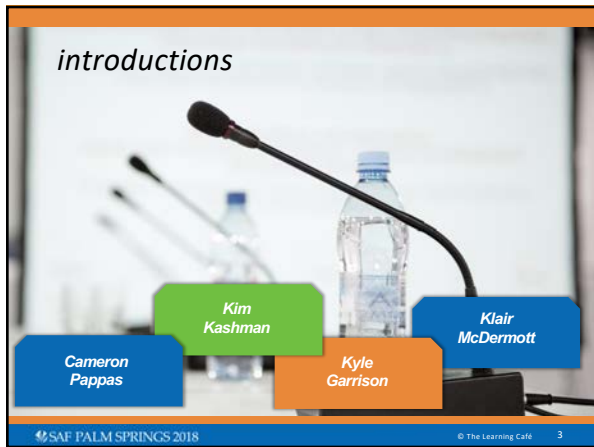 introductions
Kim
Kashman
Klair
McDermott
Cameron
Pappas
Kyle
Garrison
SAF PALM SPRINGS 2018
© The Learning Café
3